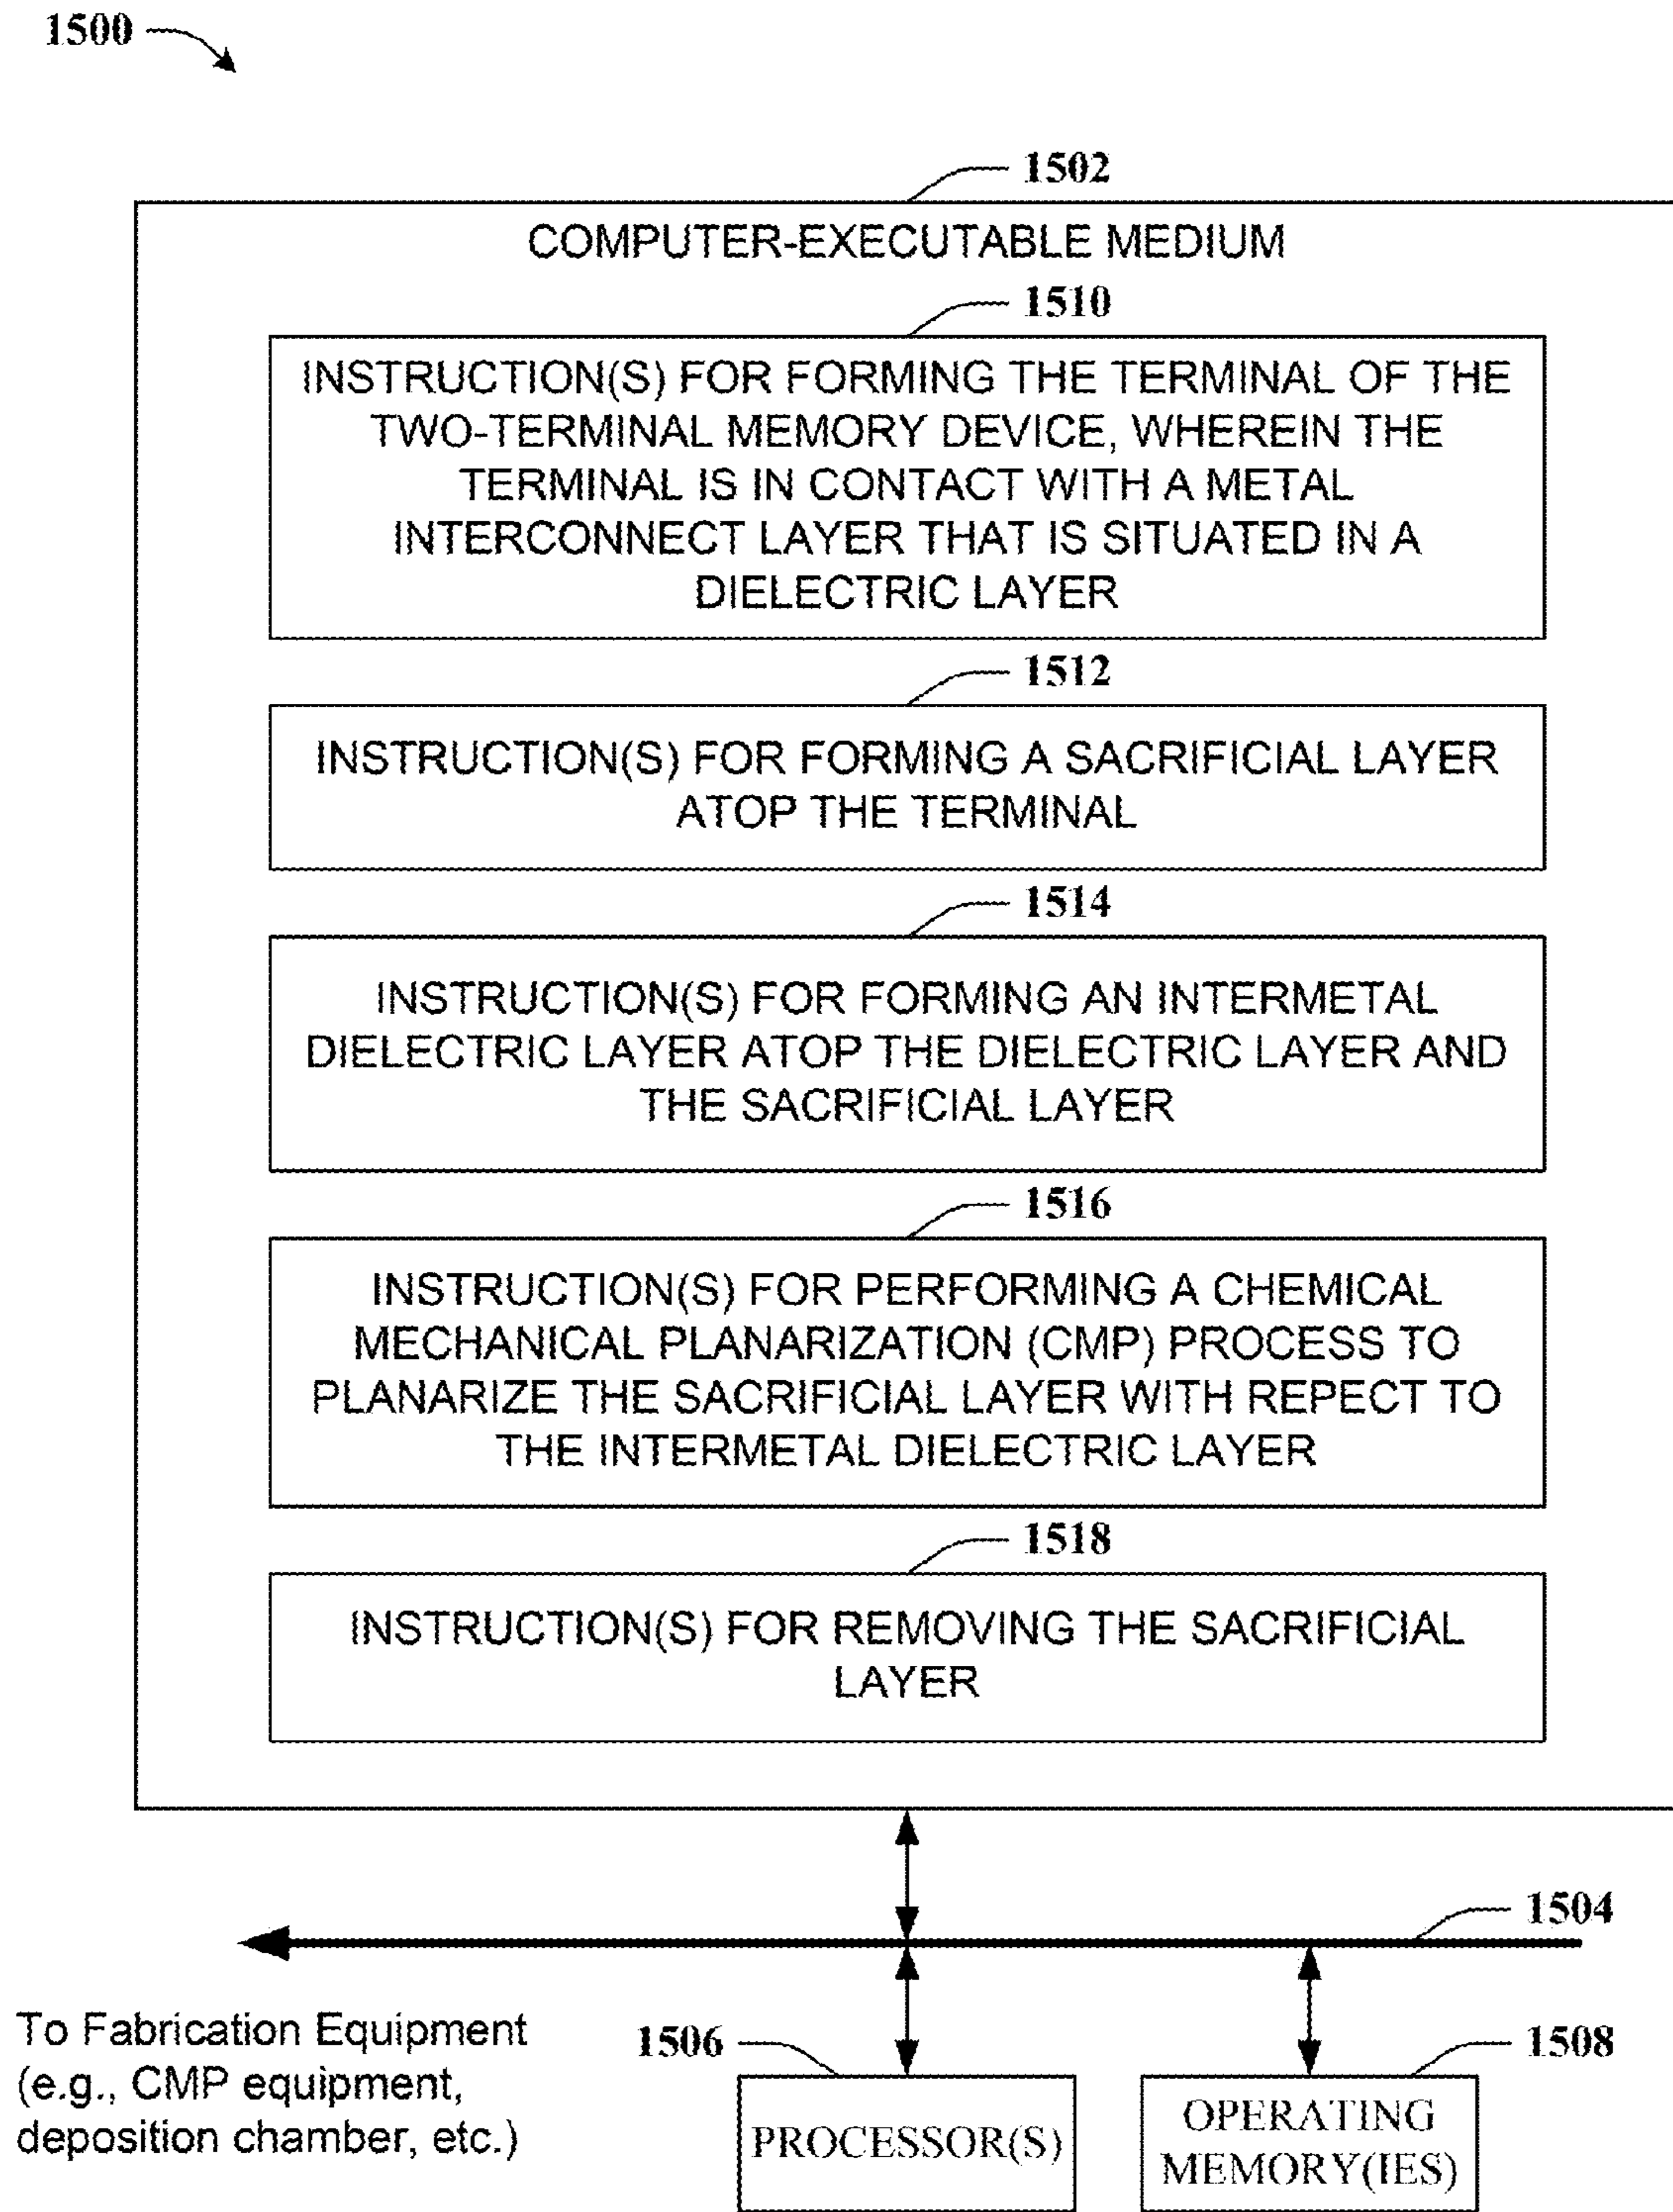 1500
1502
COMPUTER-EXECUTABLE MEDIUM
1510
INSTRUCTION(S) FOR FORMING THE TERMINAL OF THE
TWO-TERMINAL MEMORY DEVICE, WHEREIN THE
TERMINAL IS IN CONTACT WITH A METAL
INTERCONNECT LAYER THAT IS SITUATED IN A
DIELECTRIC LAYER
1512
INSTRUCTION(S) FOR FORMING A SACRIFICIAL LAYER
ATOP THE TERMINAL
1514
INSTRUCTION(S) FOR FORMING AN INTERMETAL
DIELECTRIC LAYER ATOP THE DIELECTRIC LAYER AND
THE SACRIFICIAL LAYER
1516
INSTRUCTION(S) FOR PERFORMING A CHEMICAL
MECHANICAL PLANARIZATION (CMP) PROCESS TO
PLANARIZE THE SACRIFICIAL LAYER WITH REPECT TO
THE INTERMETAL DIELECTRIC LAYER
1518
INSTRUCTION(S) FOR REMOVING THE SACRIFICIAL
LAYER
1504
To Fabrication Equipment
(e.g., CMP equipment,
deposition chamber, etc.)
1506
PROCESSOR(S)
1508
OPERATING
MEMORY(IES)